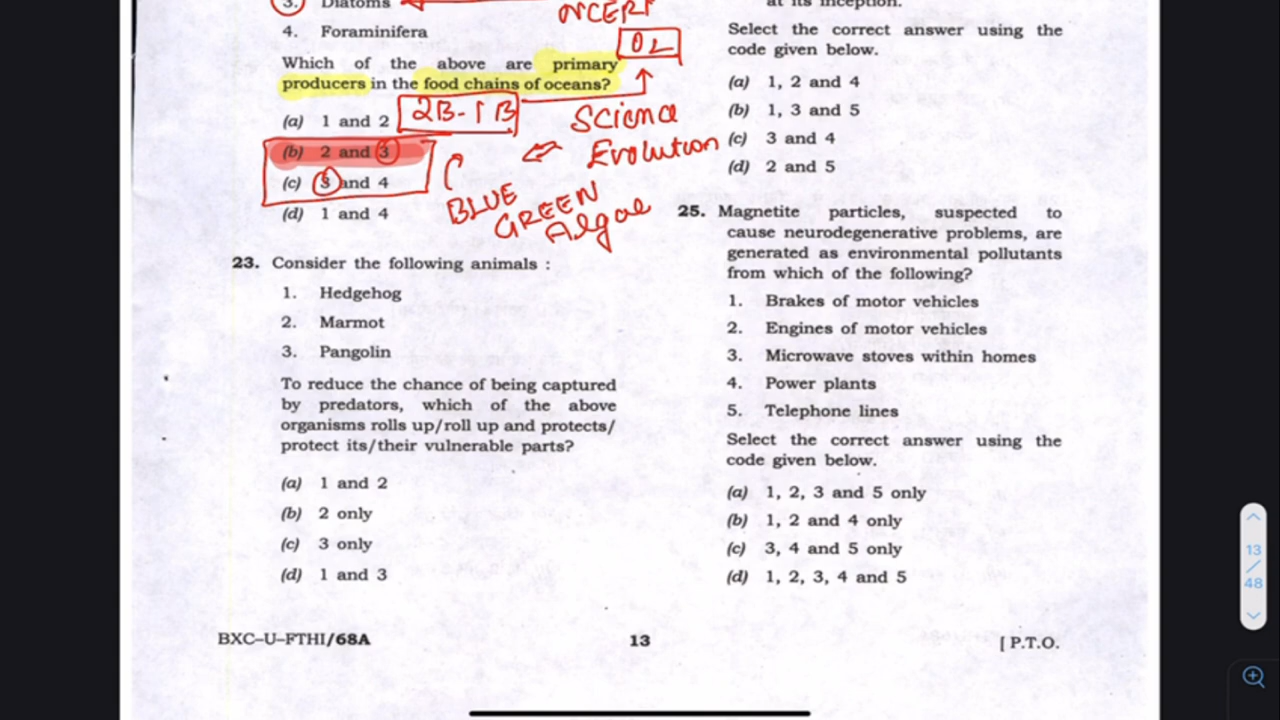 3. Diatoms
NCERT
4. Foraminifera
O2
Which of the above are primary
producers in the food chains of oceans?
2B-1B
Science
Evolution
(a) 1 and 2
(b) 2 and 3
(c) 3 and 4
(d) 1 and 4
BLUE
GREEN
Algae
23. Consider the following animals :
1. Hedgehog
2. Marmot
3. Pangolin
To reduce the chance of being captured
by predators, which of the above
organisms rolls up/roll up and protects/
protect its/their vulnerable parts?
(a) 1 and 2
(b) 2 only
(c) 3 only
(d) 1 and 3
at its inception.
Select the correct answer using the
code given below.
(a) 1, 2 and 4
(b) 1, 3 and 5
(c) 3 and 4
(d) 2 and 5
25. Magnetite particles, suspected to
cause neurodegenerative problems, are
generated as environmental pollutants
from which of the following?
1. Brakes of motor vehicles
2. Engines of motor vehicles
3. Microwave stoves within homes
4. Power plants
5. Telephone lines
Select the correct answer using the
code given below.
(a) 1, 2, 3 and 5 only
(b) 1, 2 and 4 only
(c) 3, 4 and 5 only
(d) 1, 2, 3, 4 and 5
BXC–U–FTHI/68A
13
[ P.T.O.
13
/
48